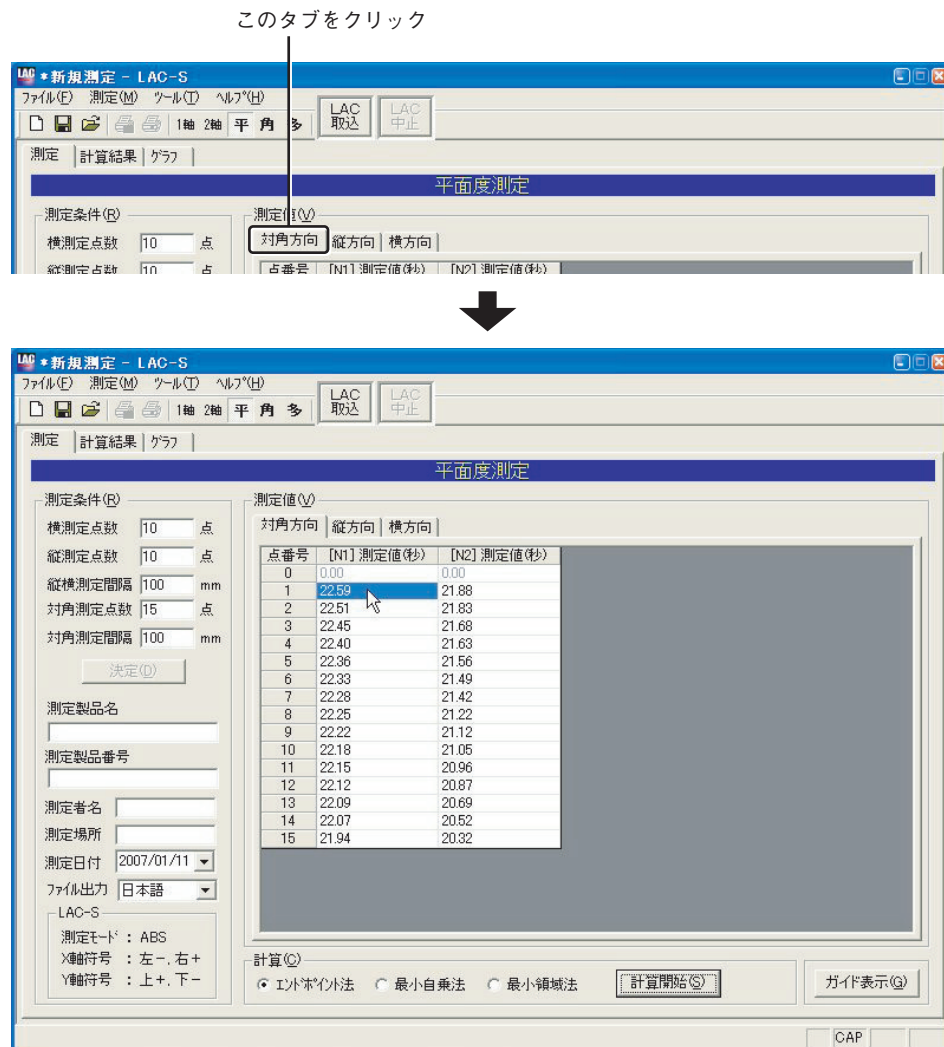 このタブをクリック
*新規測定 - LAC-S
ファイル(F) 測定(M) ツール(T) ヘルプ(H)
1軸 2軸 平 角 多 LAC取込 LAC中止
測定 計算結果 グラフ
平面度測定
測定条件(R) 測定値(V)
横測定点数 10 点 対角方向 縦方向 横方向
縦測定点数 10 点 点番号 [N1]測定値(秒) [N2]測定値(秒)
*新規測定 - LAC-S
ファイル(F) 測定(M) ツール(T) ヘルプ(H)
1軸 2軸 平 角 多 LAC取込 LAC中止
測定 計算結果 グラフ
平面度測定
測定条件(R)
横測定点数 10 点
縦測定点数 10 点
縦横測定間隔 100 mm
対角測定点数 15 点
対角測定間隔 100 mm
決定(D)
測定製品名
測定製品番号
測定者名
測定場所
測定日付 2007/01/11
ファイル出力 日本語
LAC-S
測定モード : ABS
X軸符号 : 左-, 右+
Y軸符号 : 上+, 下-
測定値(V)
対角方向 縦方向 横方向
点番号 [N1]測定値(秒) [N2]測定値(秒)
0 0.00 0.00
1 22.59 21.88
2 22.51 21.83
3 22.45 21.68
4 22.40 21.63
5 22.36 21.56
6 22.33 21.49
7 22.28 21.42
8 22.25 21.22
9 22.22 21.12
10 22.18 21.05
11 22.15 20.96
12 22.12 20.87
13 22.09 20.69
14 22.07 20.52
15 21.94 20.32
計算(C)
エンドポイント法 最小自乗法 最小領域法 計算開始(S) ガイド表示(G)
CAP